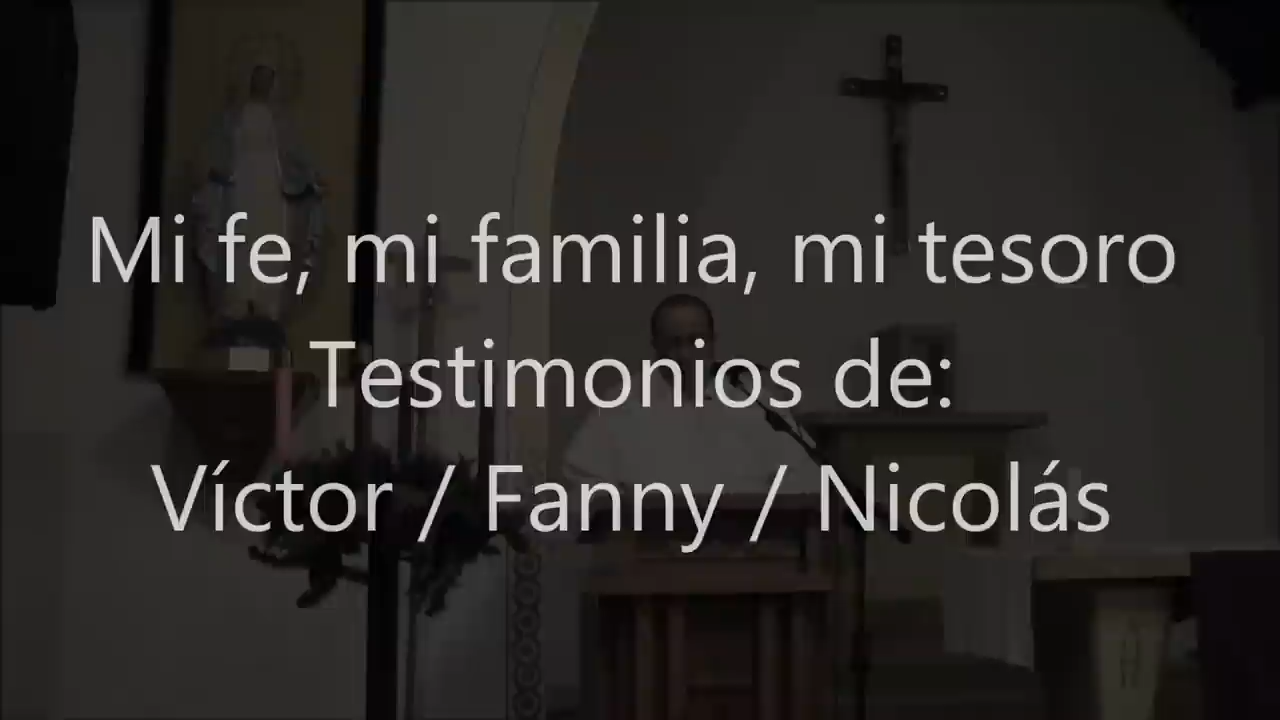 Mi fe, mi familia, mi tesoro
Testimonios de:
Víctor / Fanny / Nicolás